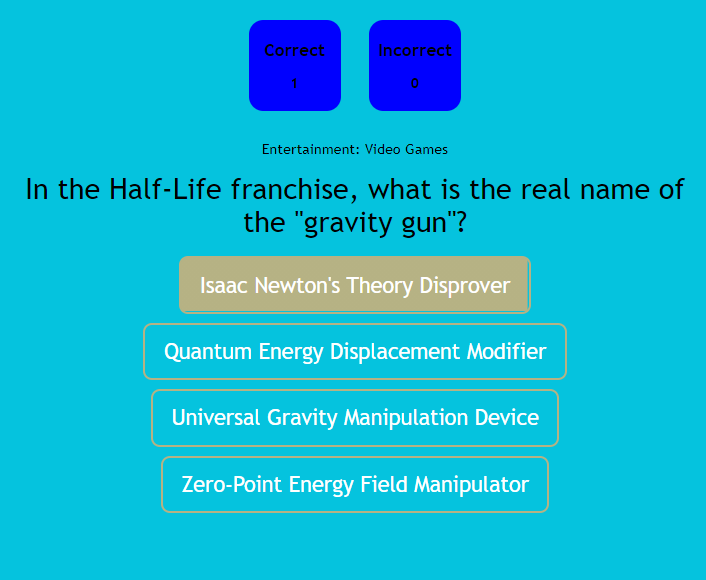 Correct
1
Incorrect
0
Entertainment: Video Games
In the Half-Life franchise, what is the real name of
the "gravity gun"?
Isaac Newton's Theory Disprover
Quantum Energy Displacement Modifier
Universal Gravity Manipulation Device
Zero-Point Energy Field Manipulator